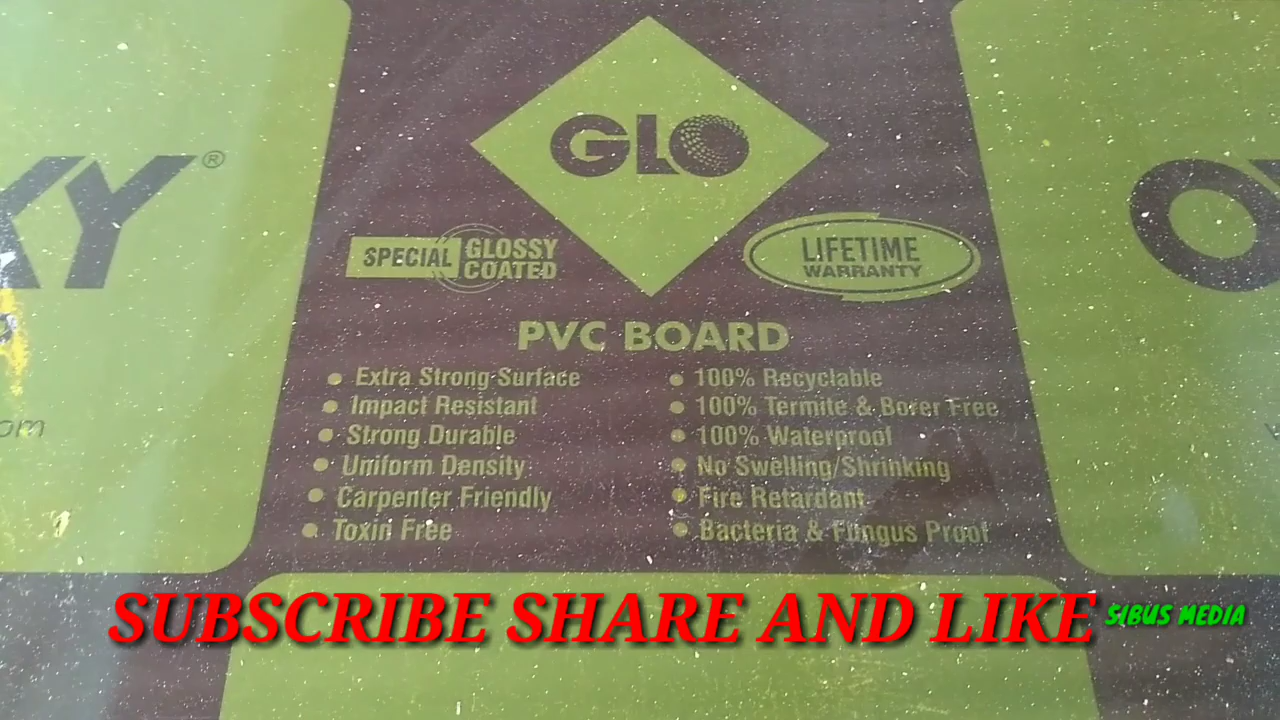 GLO
XY®
SPECIAL GLOSSY COATED
LIFETIME
WARRANTY
PVC BOARD
• Extra Strong Surface
• Impact Resistant
• Strong Durable
• Uniform Density
• Carpenter Friendly
• Toxin Free
• 100% Recyclable
• 100% Termite & Borer Free
• 100% Waterproof
• No Swelling/Shrinking
• Fire Retardant
• Bacteria & Fungus Proof
om
SUBSCRIBE SHARE AND LIKE
SIBUS MEDIA